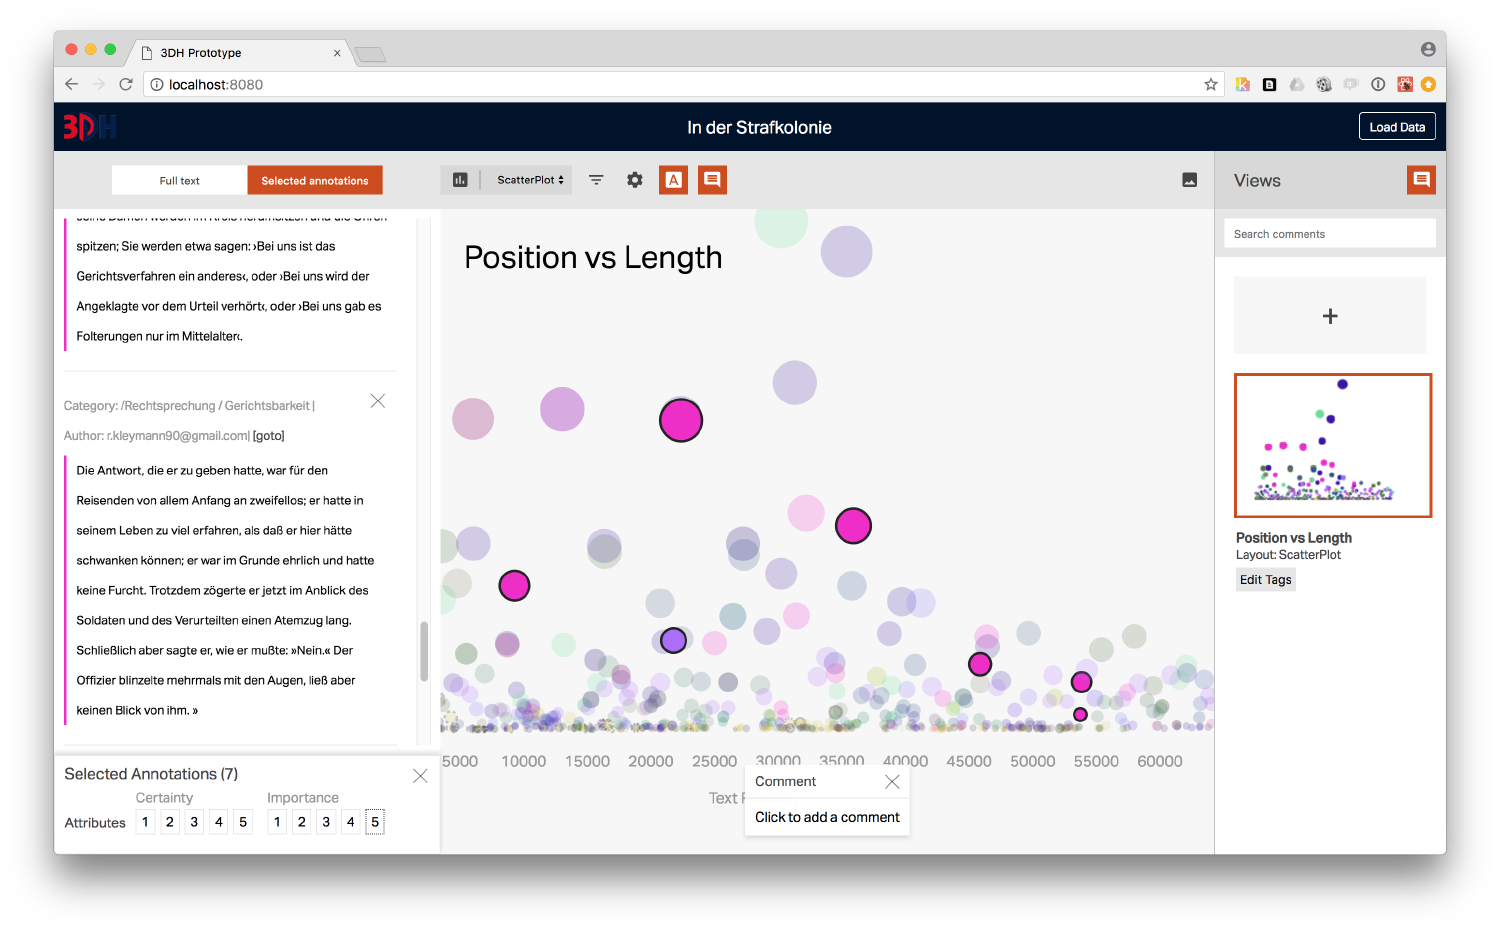 3DH Prototype
localhost:8080
3DH
In der Strafkolonie
Load Data
Full text
Selected annotations
ScatterPlot
A
Views
Search comments
spitzen; Sie werden etwa sagen: ›Bei uns ist das
Gerichtsverfahren ein anderes‹, oder ›Bei uns wird der
Angeklagte vor dem Urteil verhört‹, oder ›Bei uns gab es
Folterungen nur im Mittelalter‹.
Category: /Rechtsprechung / Gerichtsbarkeit |
Author: r.kleymann90@gmail.com| [goto]
Die Antwort, die er zu geben hatte, war für den
Reisenden von allem Anfang an zweifellos; er hatte in
seinem Leben zu viel erfahren, als daß er hier hätte
schwanken können; er war im Grunde ehrlich und hatte
keine Furcht. Trotzdem zögerte er jetzt im Anblick des
Soldaten und des Verurteilten einen Atemzug lang.
Schließlich aber sagte er, wie er mußte: »Nein.« Der
Offizier blinzelte mehrmals mit den Augen, ließ aber
keinen Blick von ihm. »
Selected Annotations (7)
Certainty
Importance
Attributes 1 2 3 4 5 1 2 3 4 5
Position vs Length
5000 10000 15000 20000 25000 30000 35000 40000 45000 50000 55000 60000
Text
Comment
Click to add a comment
+
Position vs Length
Layout: ScatterPlot
Edit Tags